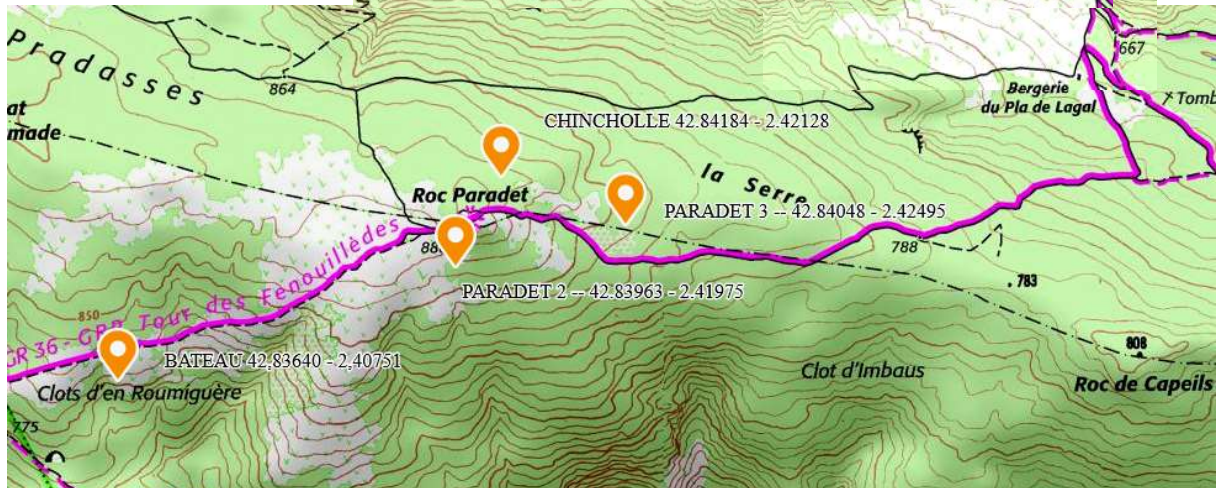 Pradasses
864
667
Bergerie
du Pla de Lagal
Tomb
at
made
CHINCHOLLE 42.84184 - 2.42128
Roc Paradet
la Serre
PARADET 3 -- 42.84048 - 2.42495
788
783
PARADET 2 -- 42.83963 - 2.41975
GR 36 - GRP Tour des Fenouillèdes
850
BATEAU 42,83640 - 2,40751
808
Clots d'en Roumiguère
Clot d'Imbaus
Roc de Capeils
775